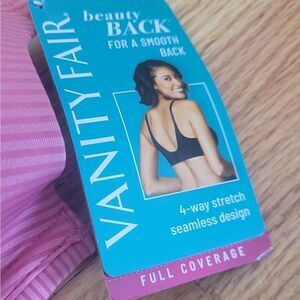 VANITY FAIR
beauty
BACK
FOR A SMOOTH
BACK
4-way stretch
seamless design
FULL COVERAGE